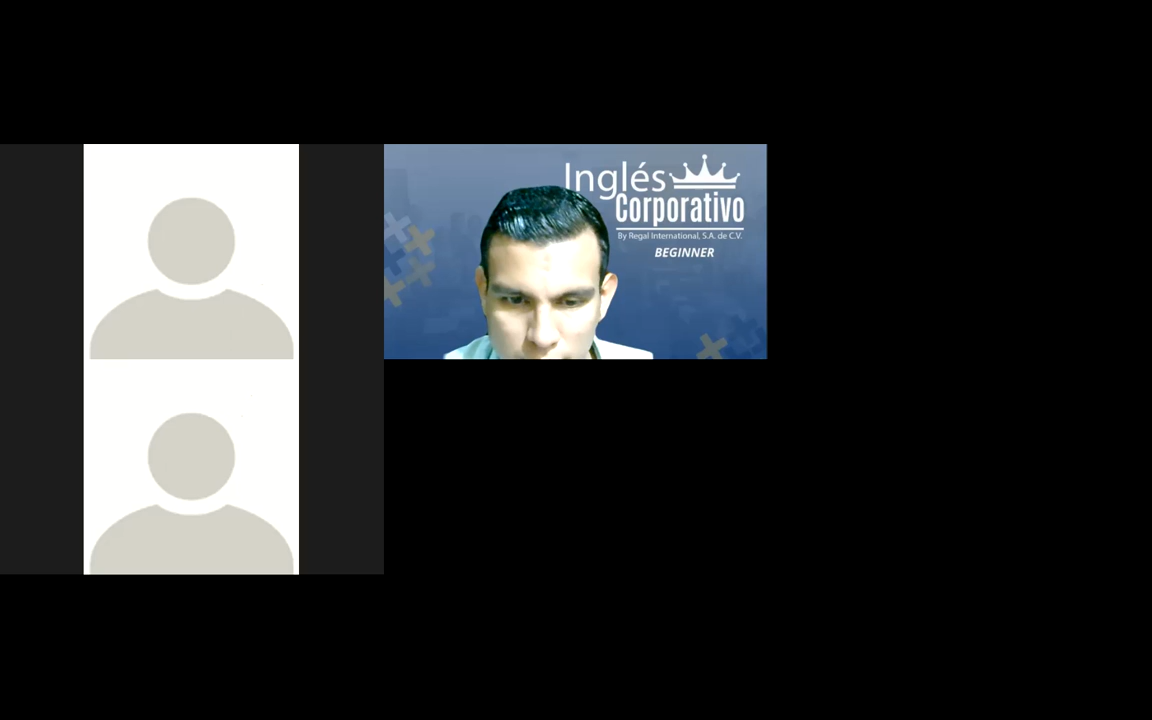 Inglés
Corporativo
By Regal International, S.A. de C.V.
BEGINNER